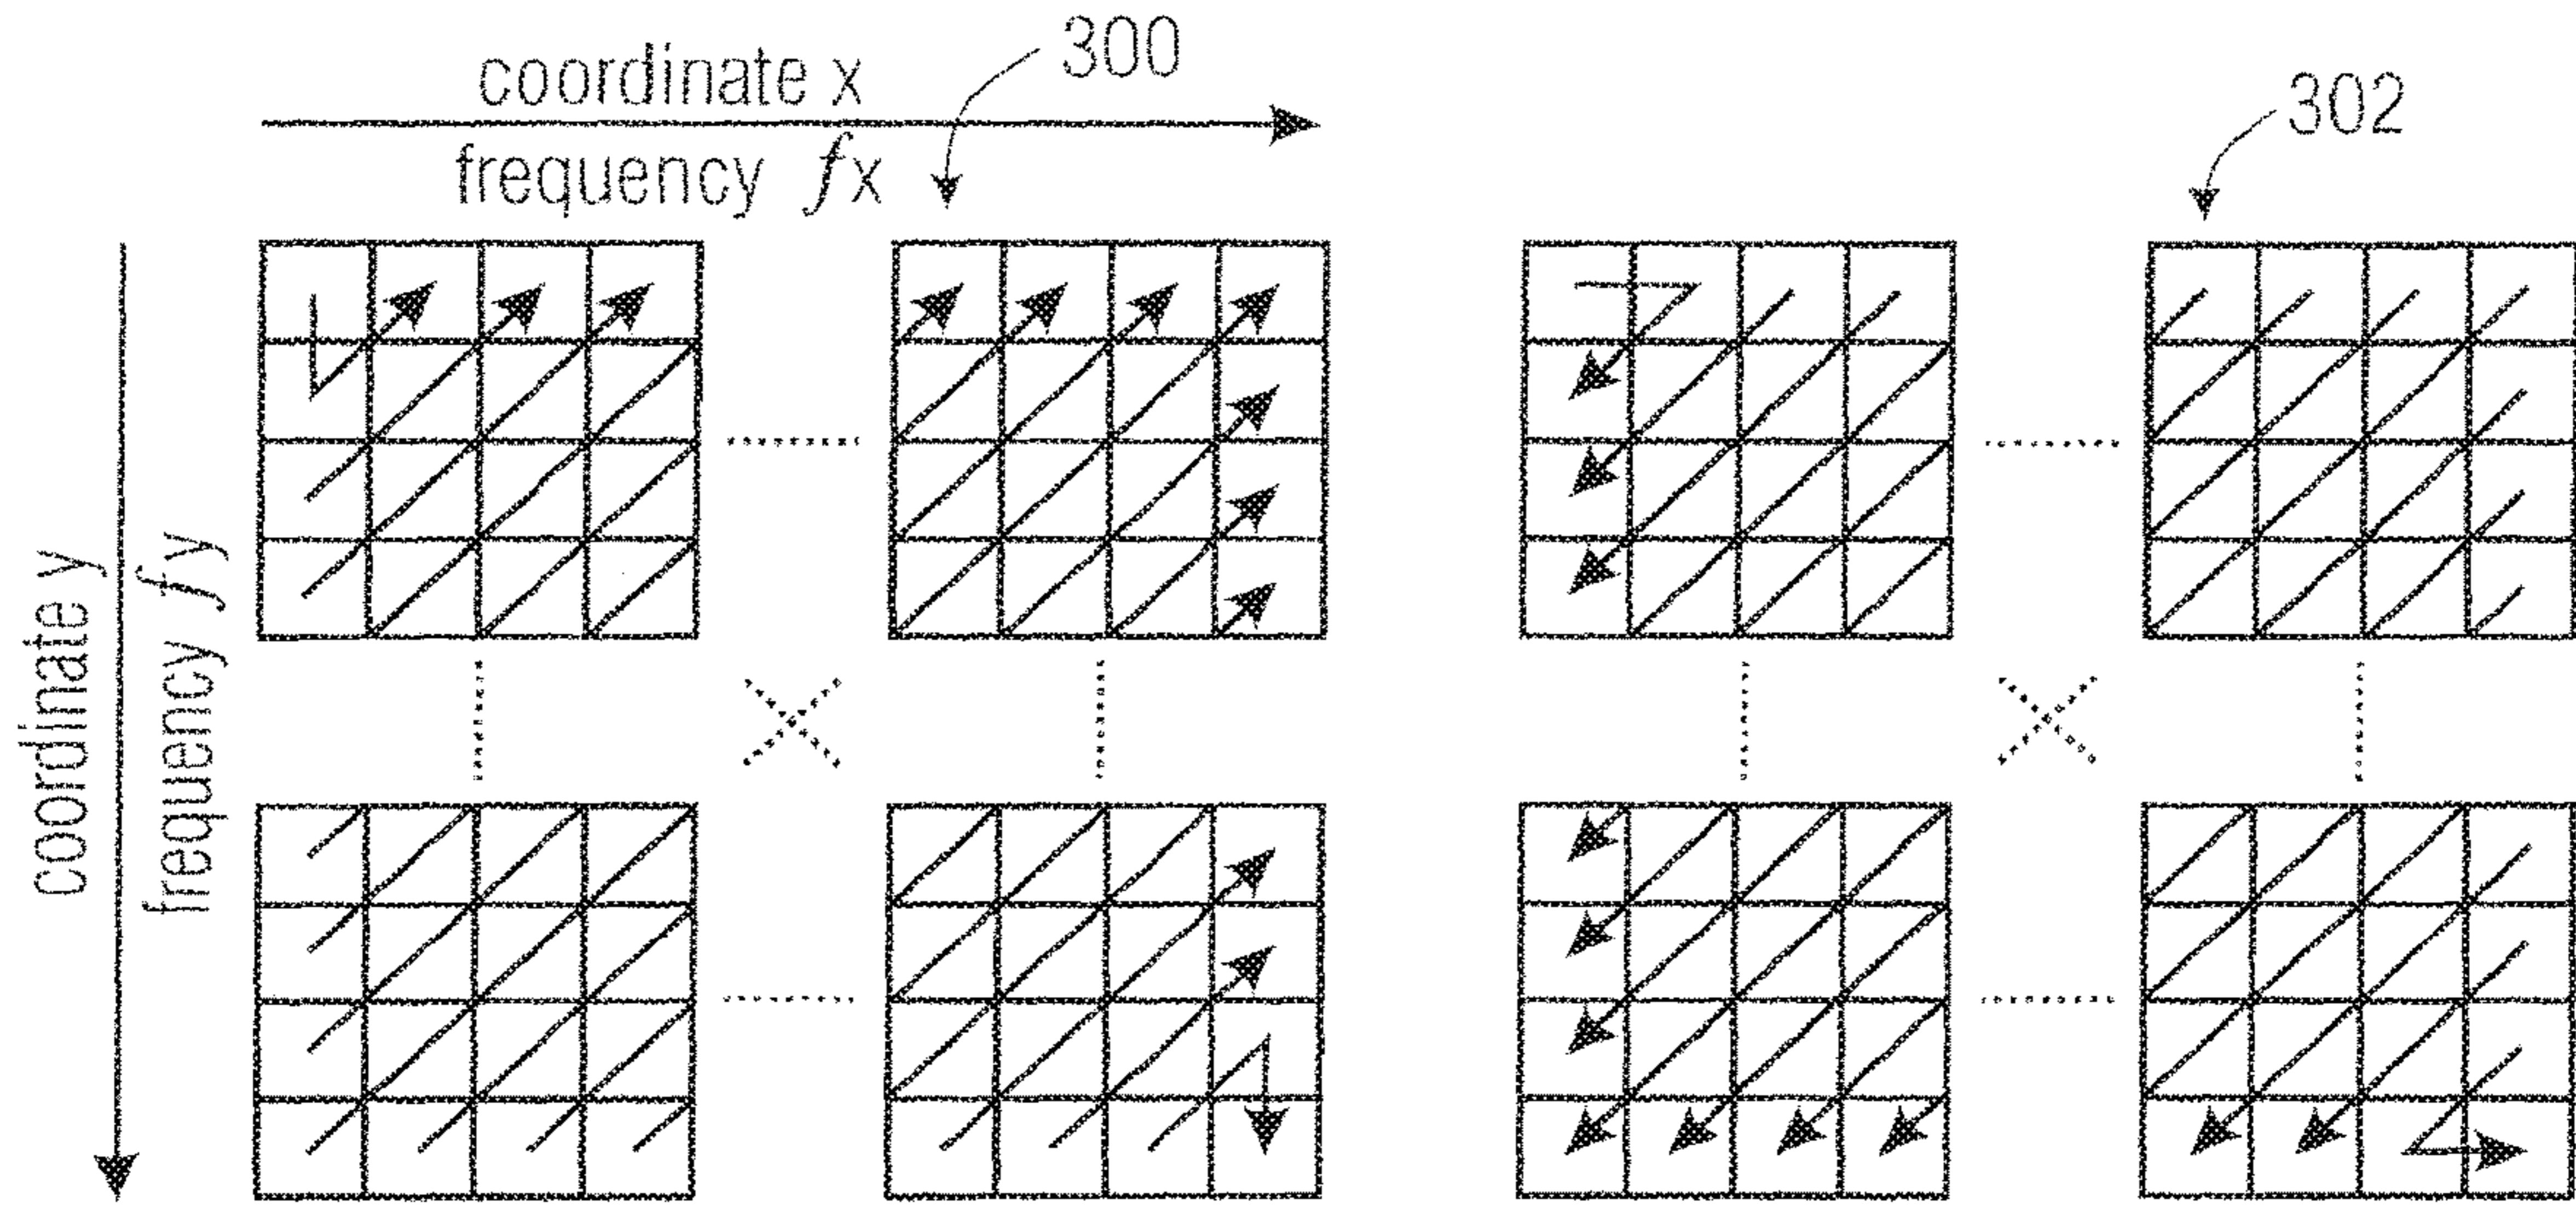 coordinate x
300
frequency fx
302
coordinate y
frequency fy